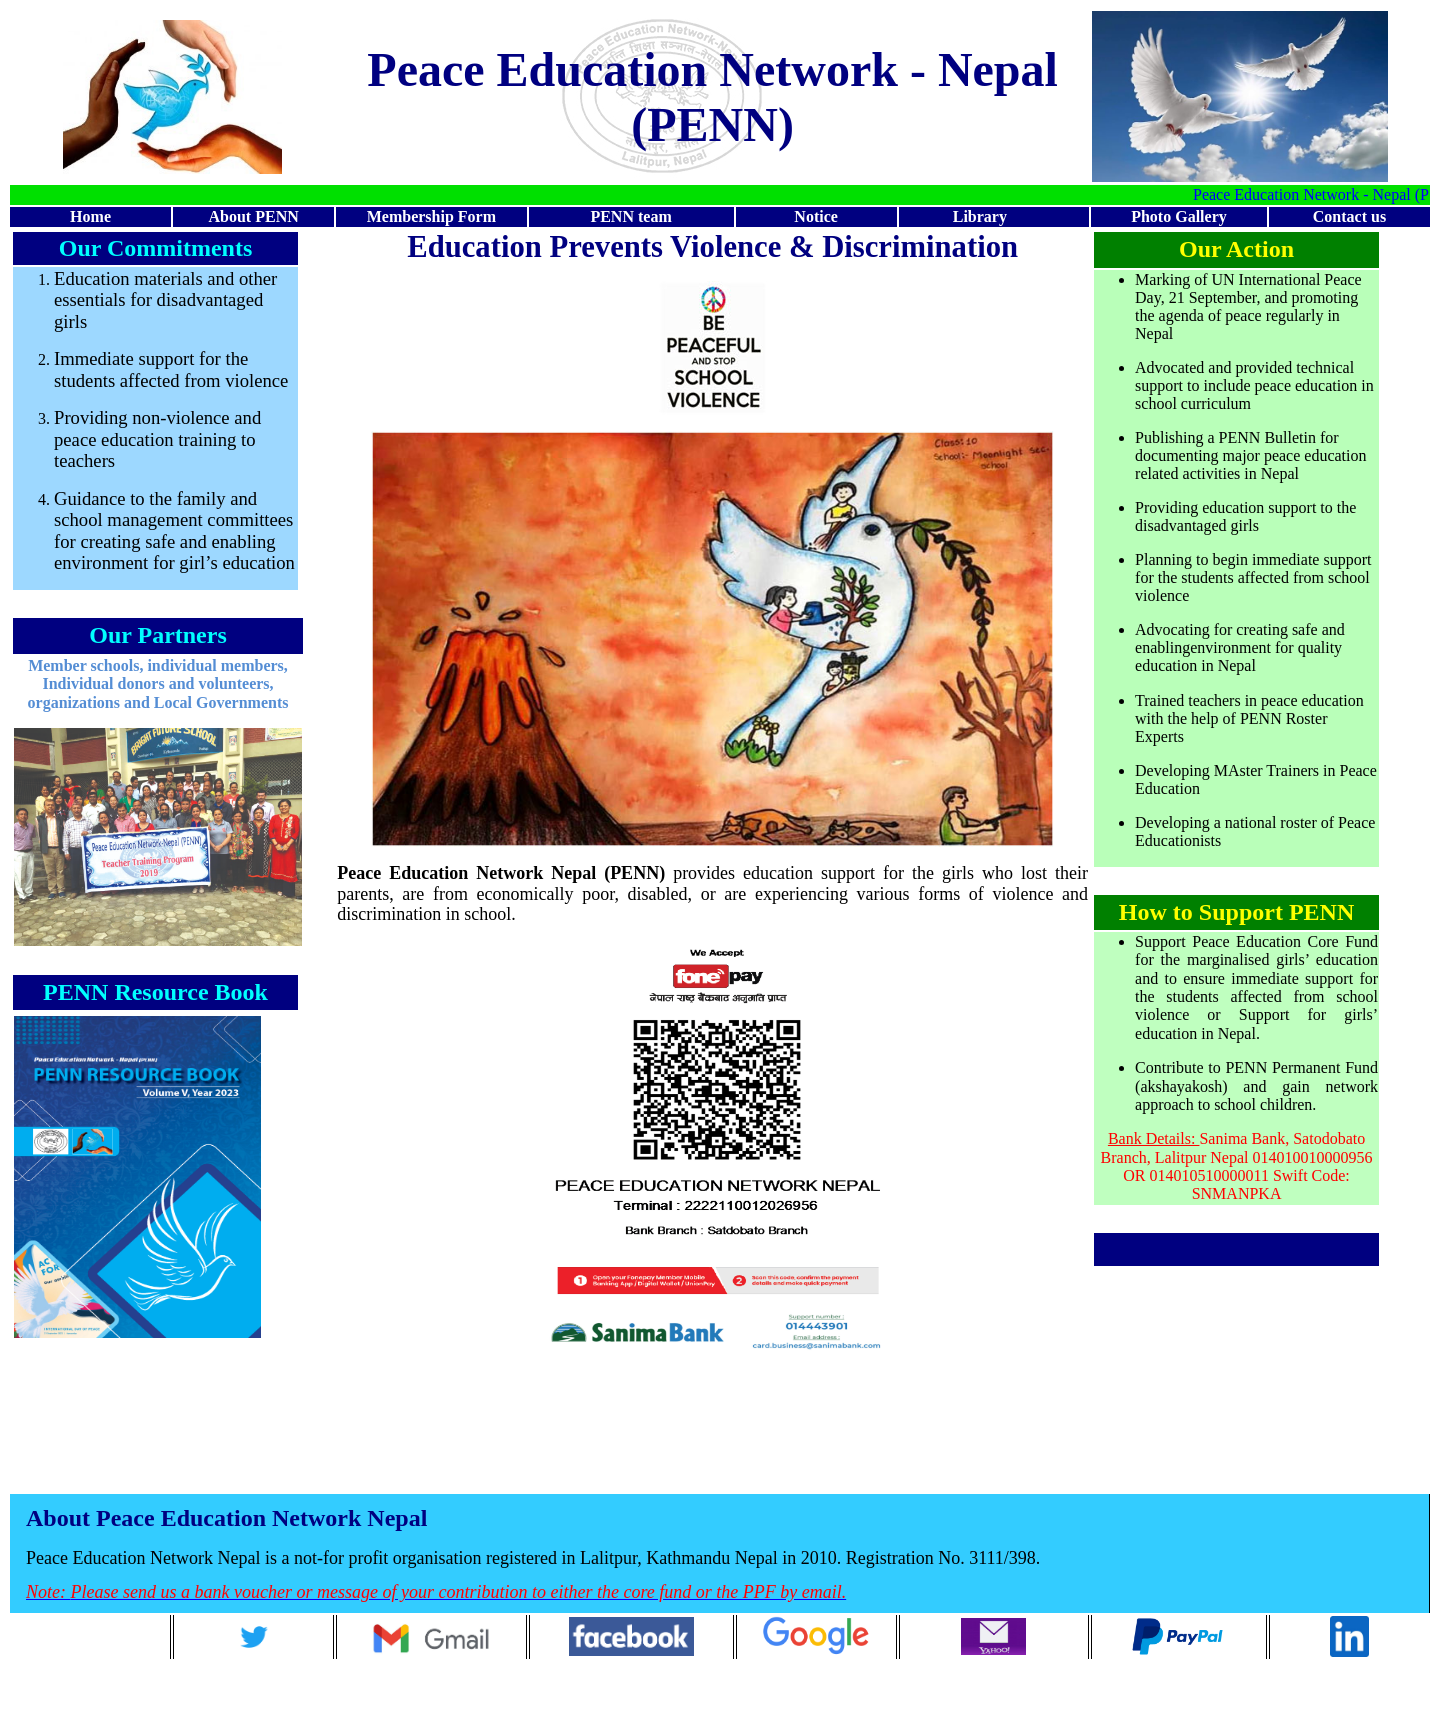 Peace Education Network - Nepal
(PENN)
Lalitpur, Nepal
Peace Education Network - Nepal (P
Home
About PENN
Membership Form
PENN team
Notice
Library
Photo Gallery
Contact us
Our Commitments
1. Education materials and other
essentials for disadvantaged
girls
2. Immediate support for the
students affected from violence
3. Providing non-violence and
peace education training to
teachers
4. Guidance to the family and
school management committees
for creating safe and enabling
environment for girl’s education
Our Partners
Member schools, individual members,
Individual donors and volunteers,
organizations and Local Governments
BRIGHT FUTURE SCHOOL
Peace Education Network-Nepal (PENN)
Teacher Training Program
2019
PENN Resource Book
Peace Education Network - Nepal (PENN)
PENN RESOURCE BOOK
Volume V, Year 2023
Education Prevents Violence & Discrimination
BE
PEACEFUL
AND STOP
SCHOOL
VIOLENCE
Class: 10
School:- Moonlight sec.
school
Peace Education Network Nepal (PENN) provides education support for the girls who lost their
parents, are from economically poor, disabled, or are experiencing various forms of violence and
discrimination in school.
We Accept
fonepay
नेपाल राष्ट्र बैंकबाट अनुमति प्राप्त
PEACE EDUCATION NETWORK NEPAL
Terminal : 2222110012026956
Bank Branch : Satdobato Branch
1 Open your Fonepay Member Mobile
Banking App / Digital Wallet / UnionPay
2 Scan this code, confirm the payment
details and make quick payment
SanimaBank
Support number :
014443901
Email address :
card.business@sanimabank.com
Our Action
Marking of UN International Peace
Day, 21 September, and promoting
the agenda of peace regularly in
Nepal
Advocated and provided technical
support to include peace education in
school curriculum
Publishing a PENN Bulletin for
documenting major peace education
related activities in Nepal
Providing education support to the
disadvantaged girls
Planning to begin immediate support
for the students affected from school
violence
Advocating for creating safe and
enablingenvironment for quality
education in Nepal
Trained teachers in peace education
with the help of PENN Roster
Experts
Developing MAster Trainers in Peace
Education
Developing a national roster of Peace
Educationists
How to Support PENN
Support Peace Education Core Fund
for the marginalised girls’ education
and to ensure immediate support for
the students affected from school
violence or Support for girls’
education in Nepal.
Contribute to PENN Permanent Fund
(akshayakosh) and gain network
approach to school children.
Bank Details: Sanima Bank, Satodobato
Branch, Lalitpur Nepal 014010010000956
OR 014010510000011 Swift Code:
SNMANPKA
About Peace Education Network Nepal
Peace Education Network Nepal is a not-for profit organisation registered in Lalitpur, Kathmandu Nepal in 2010. Registration No. 3111/398.
Note: Please send us a bank voucher or message of your contribution to either the core fund or the PPF by email.
Gmail
facebook
Google
YAHOO!
PayPal
in